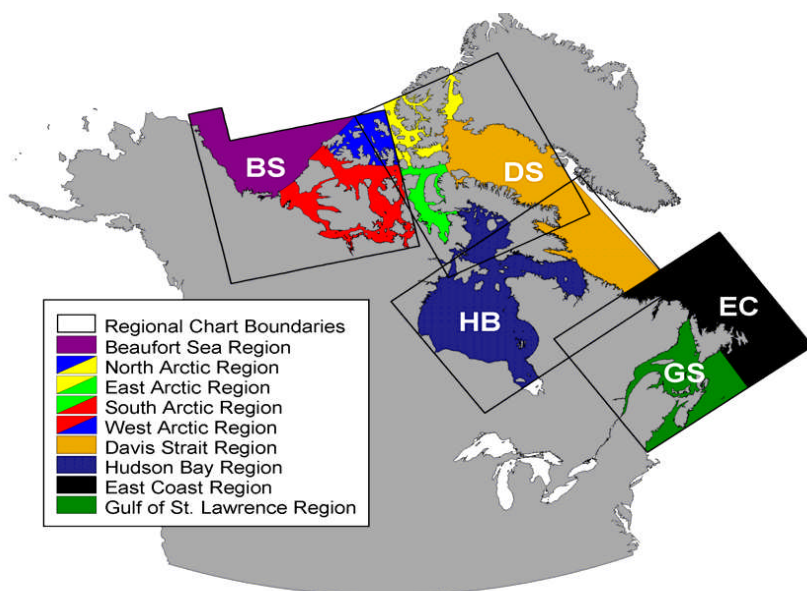 BS
DS
HB
EC
GS
Regional Chart Boundaries
Beaufort Sea Region
North Arctic Region
East Arctic Region
South Arctic Region
West Arctic Region
Davis Strait Region
Hudson Bay Region
East Coast Region
Gulf of St. Lawrence Region